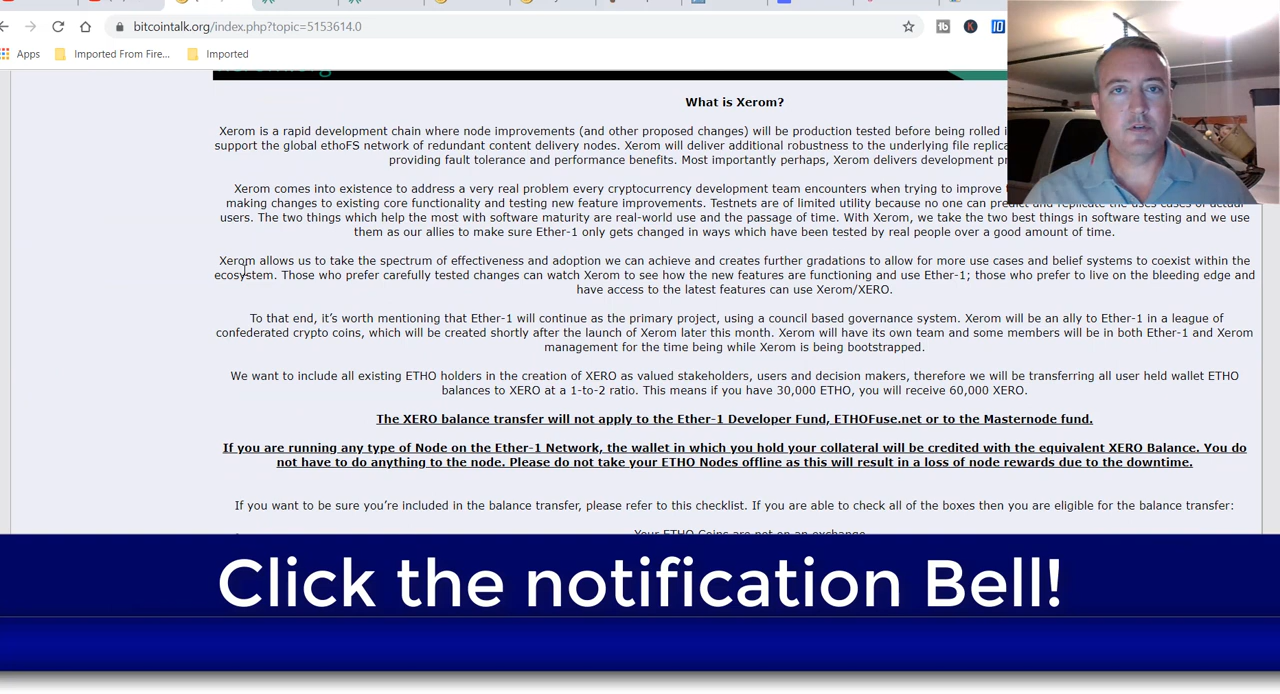 bitcointalk.org/index.php?topic=5153614.0
Apps Imported From Fire... Imported
What is Xerom?
Xerom is a rapid development chain where node improvements (and other proposed changes) will be production tested before being rolled i
support the global ethoFS network of redundant content delivery nodes. Xerom will deliver additional robustness to the underlying file replica
providing fault tolerance and performance benefits. Most importantly perhaps, Xerom delivers development pr
Xerom comes into existence to address a very real problem every cryptocurrency development team encounters when trying to improve
making changes to existing core functionality and testing new feature improvements. Testnets are of limited utility because no one can predict and replicate the uses cases of actual
users. The two things which help the most with software maturity are real-world use and the passage of time. With Xerom, we take the two best things in software testing and we use
them as our allies to make sure Ether-1 only gets changed in ways which have been tested by real people over a good amount of time.
Xerom allows us to take the spectrum of effectiveness and adoption we can achieve and creates further gradations to allow for more use cases and belief systems to coexist within the
ecosystem. Those who prefer carefully tested changes can watch Xerom to see how the new features are functioning and use Ether-1; those who prefer to live on the bleeding edge and
have access to the latest features can use Xerom/XERO.
To that end, it's worth mentioning that Ether-1 will continue as the primary project, using a council based governance system. Xerom will be an ally to Ether-1 in a league of
confederated crypto coins, which will be created shortly after the launch of Xerom later this month. Xerom will have its own team and some members will be in both Ether-1 and Xerom
management for the time being while Xerom is being bootstrapped.
We want to include all existing ETHO holders in the creation of XERO as valued stakeholders, users and decision makers, therefore we will be transferring all user held wallet ETHO
balances to XERO at a 1-to-2 ratio. This means if you have 30,000 ETHO, you will receive 60,000 XERO.
The XERO balance transfer will not apply to the Ether-1 Developer Fund, ETHOFuse.net or to the Masternode fund.
If you are running any type of Node on the Ether-1 Network, the wallet in which you hold your collateral will be credited with the equivalent XERO Balance. You do
not have to do anything to the node. Please do not take your ETHO Nodes offline as this will result in a loss of node rewards due to the downtime.
If you want to be sure you're included in the balance transfer, please refer to this checklist. If you are able to check all of the boxes then you are eligible for the balance transfer:
Your ETHO Coins are not on an exchange
Click the notification Bell!